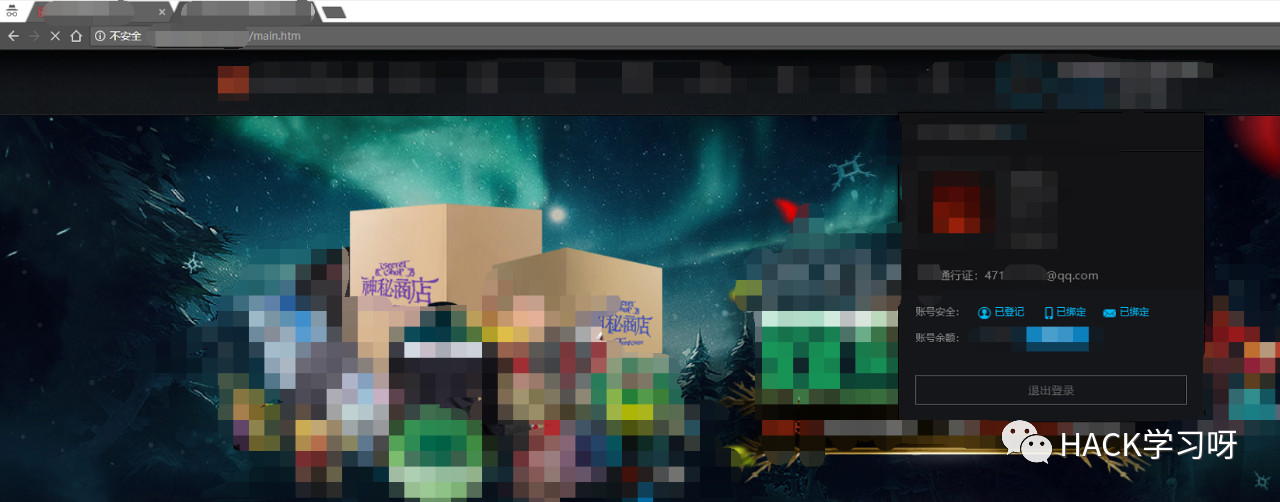 不安全
/main.htm
Secret
Shop
神秘商店
神秘商店
通行证：471 @qq.com
账号安全： 已登记 已绑定 已绑定
账号余额：
退出登录
HACK学习呀